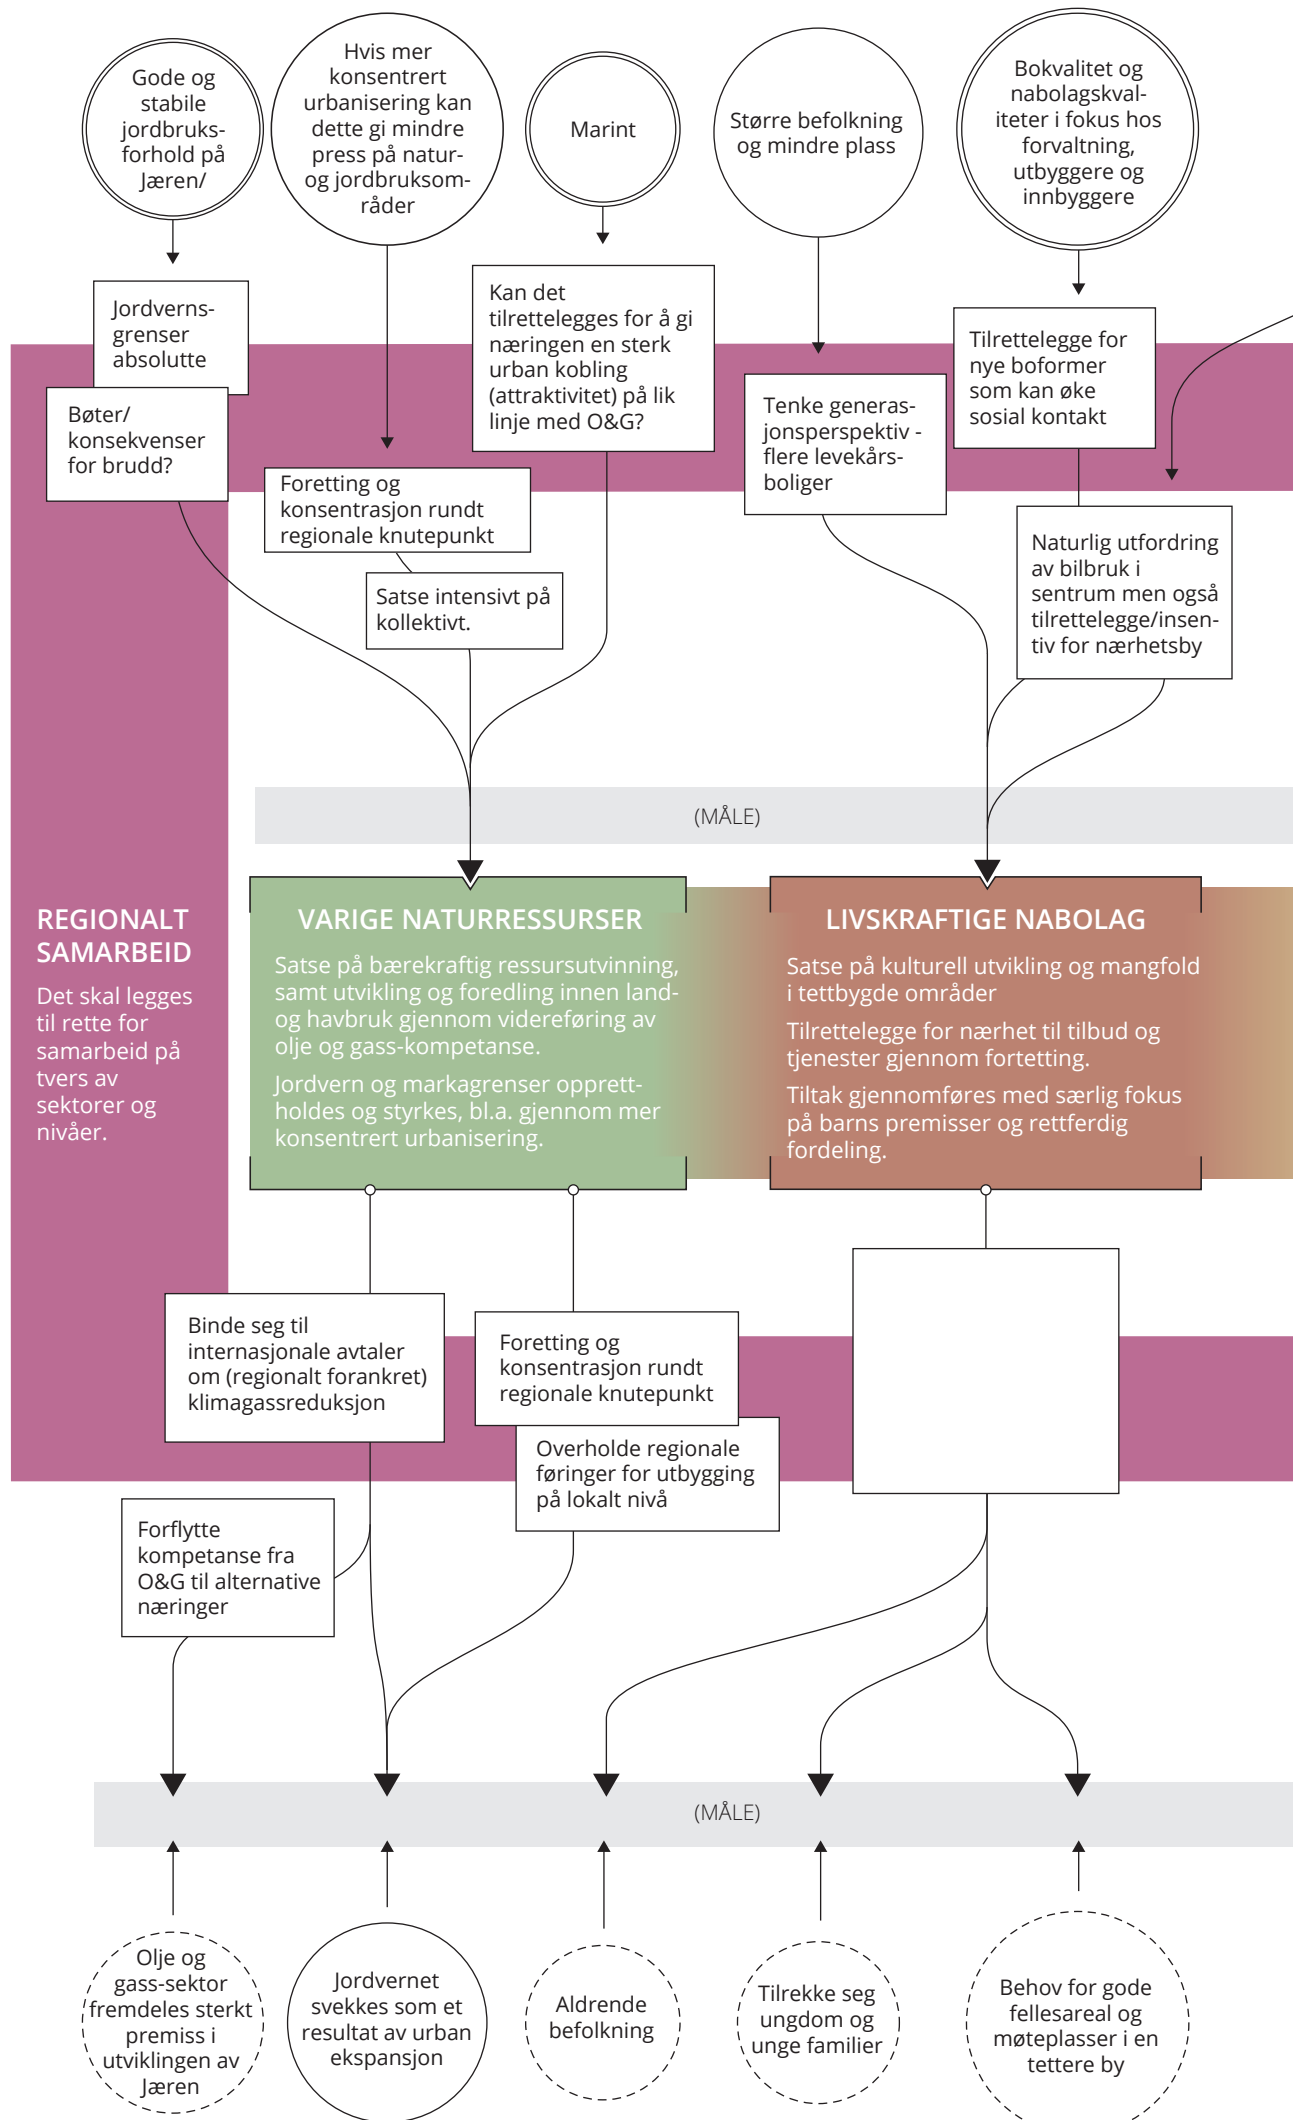 Gode og
stabile
jordbruks-
forhold på
Jæren/
Hvis mer
konsentrert
urbanisering kan
dette gi mindre
press på natur-
og jordbruksom-
råder
Marint
Større befolkning
og mindre plass
Bokvalitet og
nabolagskval-
iteter i fokus hos
forvaltning,
utbyggere og
innbyggere
Jordverns-
grenser
absolutte
Bøter/
konsekvenser
for brudd?
Foretting og
konsentrasjon rundt
regionale knutepunkt
Satse intensivt på
kollektivt.
Kan det
tilrettelegges for å gi
næringen en sterk
urban kobling
(attraktivitet) på lik
linje med O&G?
Tenke generas-
jonsperspektiv -
flere levekårs-
boliger
Tilrettelegge for
nye boformer
som kan øke
sosial kontakt
Naturlig utfordring
av bilbruk i
sentrum men også
tilrettelegge/insen-
tiv for nærhetsby
(MÅLE)
REGIONALT
SAMARBEID
Det skal legges
til rette for
samarbeid på
tvers av
sektorer og
nivåer.
VARIGE NATURRESSURSER
Satse på bærekraftig ressursutvinning,
samt utvikling og foredling innen land-
og havbruk gjennom videreføring av
olje og gass-kompetanse.
Jordvern og markagrenser opprett-
holdes og styrkes, bl.a. gjennom mer
konsentrert urbanisering.
LIVSKRAFTIGE NABOLAG
Satse på kulturell utvikling og mangfold
i tettbygde områder
Tilrettelegge for nærhet til tilbud og
tjenester gjennom fortetting.
Tiltak gjennomføres med særlig fokus
på barns premisser og rettferdig
fordeling.
Binde seg til
internasjonale avtaler
om (regionalt forankret)
klimagassreduksjon
Foretting og
konsentrasjon rundt
regionale knutepunkt
Overholde regionale
føringer for utbygging
på lokalt nivå
Forflytte
kompetanse fra
O&G til alternative
næringer
(MÅLE)
Olje og
gass-sektor
fremdeles sterkt
premiss i
utviklingen av
Jæren
Jordvernet
svekkes som et
resultat av urban
ekspansjon
Aldrende
befolkning
Tilrekke seg
ungdom og
unge familier
Behov for gode
fellesareal og
møteplasser i en
tettere by